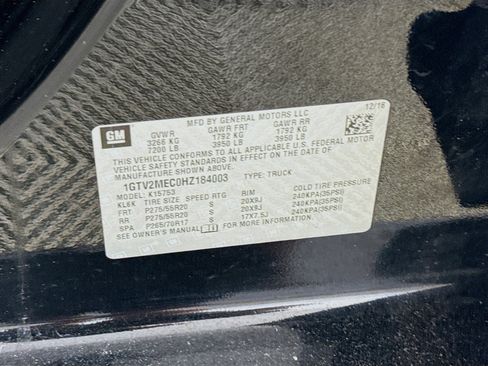 MFD BY GENERAL MOTORS LLC
12/16
GM
GVWR GAWR FRT GAWR RR
3266 KG 1792 KG 1792 KG
7200 LB 3950 LB 3950 LB
THIS VEHICLE CONFORMS TO ALL APPLICABLE U.S. FEDERAL MOTOR
VEHICLE SAFETY STANDARDS IN EFFECT ON THE DATE OF
MANUFACTURE SHOWN ABOVE.
1GTV2MEC0HZ184003 TYPE: TRUCK
MODEL: K15753
KL6K TIRE SIZE SPEED RTG RIM COLD TIRE PRESSURE
FRT P275/55R20 S 20X9J 240KPA(35PSI)
RR P275/55R20 S 20X9J 240KPA(35PSI)
SPA P265/70R17 S 17X7.5J 240KPA(35PSI)
SEE OWNER'S MANUAL FOR MORE INFORMATION.